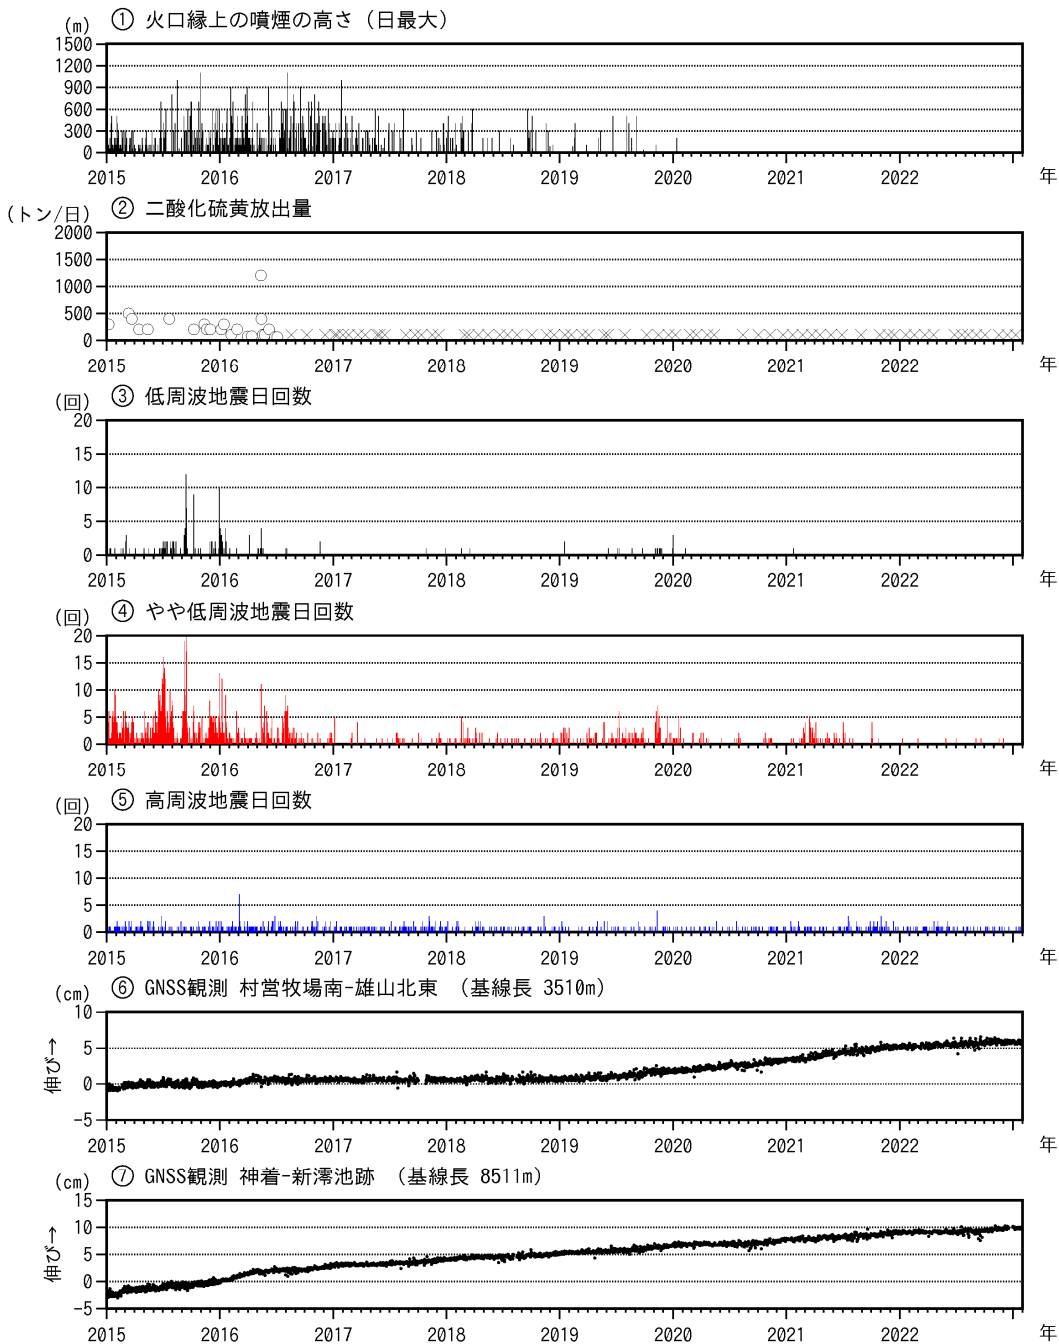 (m) ① 火口縁上の噴煙の高さ（日最大）
1500
1200
900
600
300
0
2015 2016 2017 2018 2019 2020 2021 2022 年
(トン/日) ② 二酸化硫黄放出量
2000
1500
1000
500
0
2015 2016 2017 2018 2019 2020 2021 2022 年
(回) ③ 低周波地震日回数
20
15
10
5
0
2015 2016 2017 2018 2019 2020 2021 2022 年
(回) ④ やや低周波地震日回数
20
15
10
5
0
2015 2016 2017 2018 2019 2020 2021 2022 年
(回) ⑤ 高周波地震日回数
20
15
10
5
0
2015 2016 2017 2018 2019 2020 2021 2022 年
(cm) ⑥ GNSS観測 村営牧場南-雄山北東 （基線長 3510m）
伸び→
10
5
0
-5
2015 2016 2017 2018 2019 2020 2021 2022 年
(cm) ⑦ GNSS観測 神着-新澪池跡 （基線長 8511m）
伸び→
15
10
5
0
-5
2015 2016 2017 2018 2019 2020 2021 2022 年